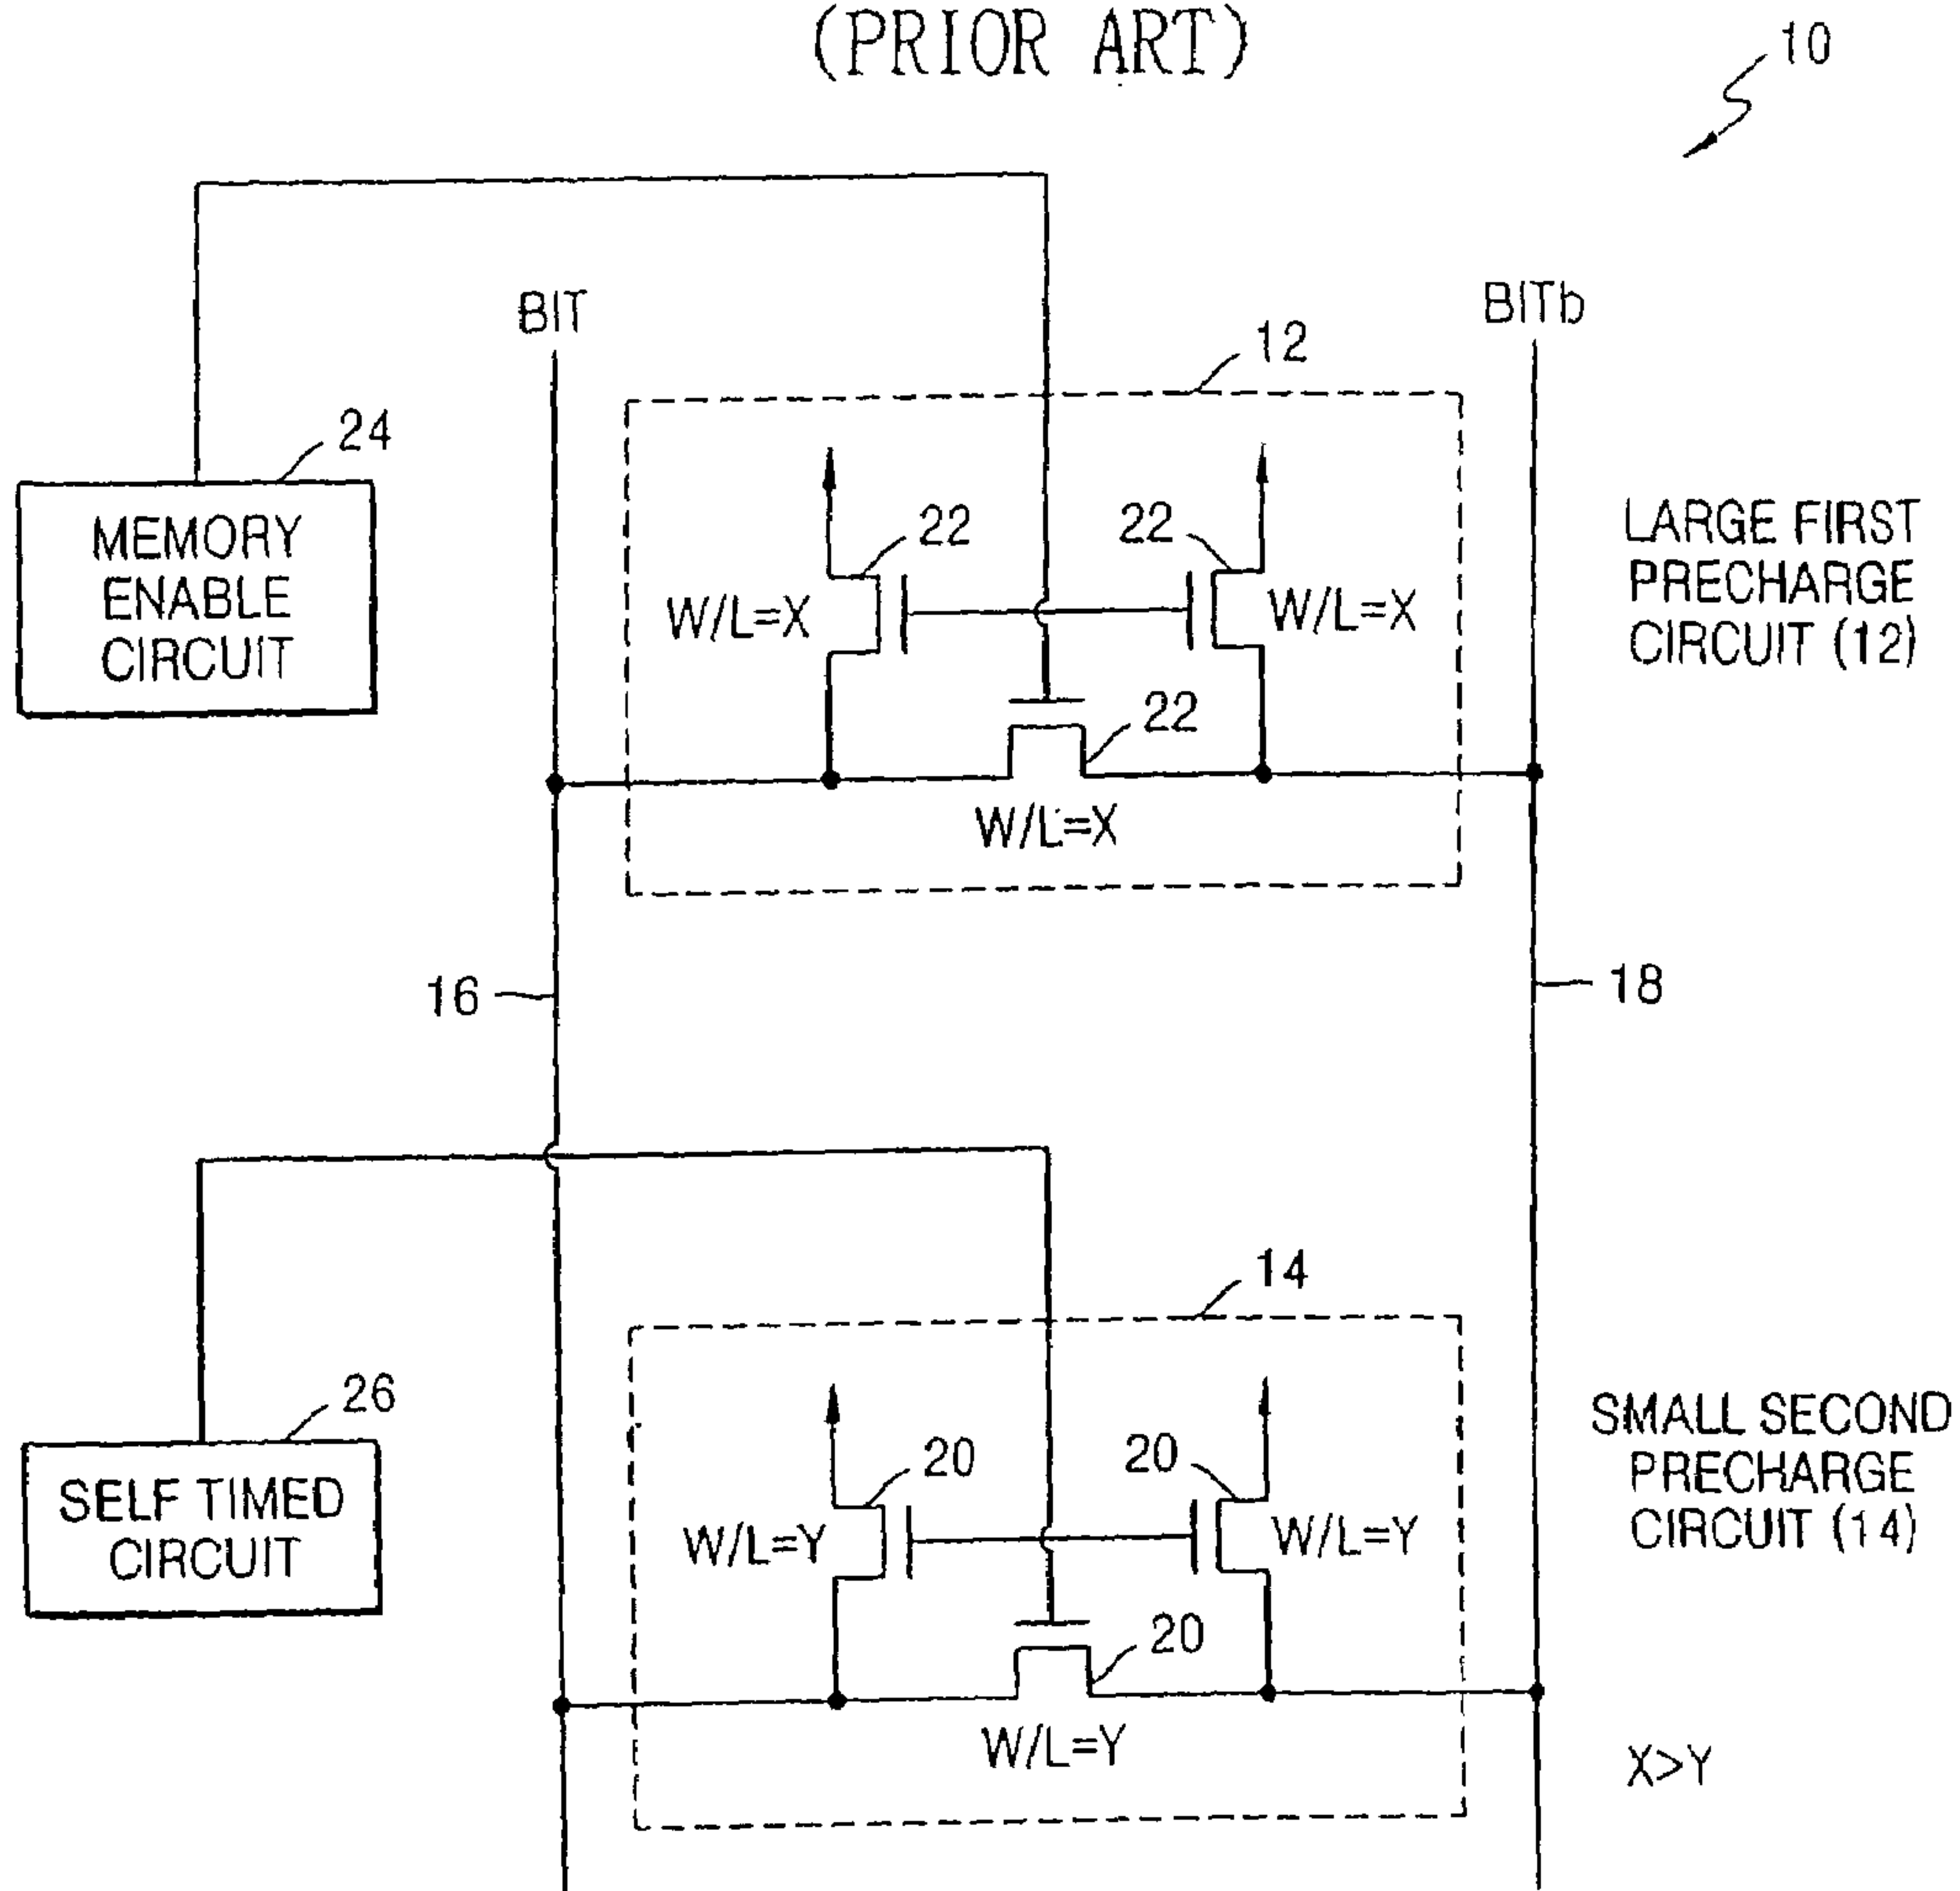 (PRIOR ART)
10
BIT
BITb
12
24
MEMORY
ENABLE
CIRCUIT
22
22
W/L=X
W/L=X
22
W/L=X
LARGE FIRST
PRECHARGE
CIRCUIT (12)
16
18
14
26
SELF TIMED
CIRCUIT
20
20
W/L=Y
W/L=Y
20
W/L=Y
SMALL SECOND
PRECHARGE
CIRCUIT (14)
X>Y